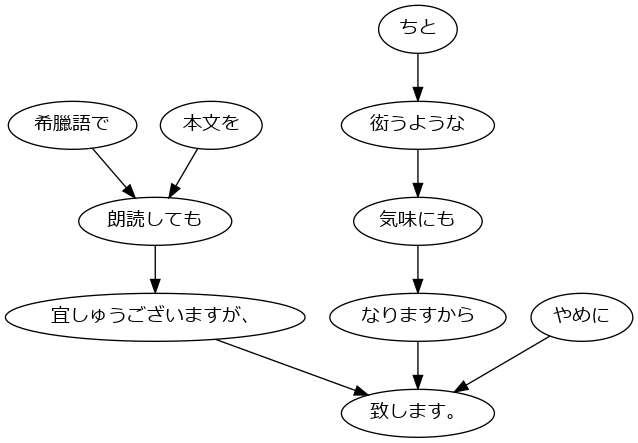 ちと
希臘語で
本文を
衒うような
朗読しても
気味にも
宜しゅうございますが、
なりますから
やめに
致します。